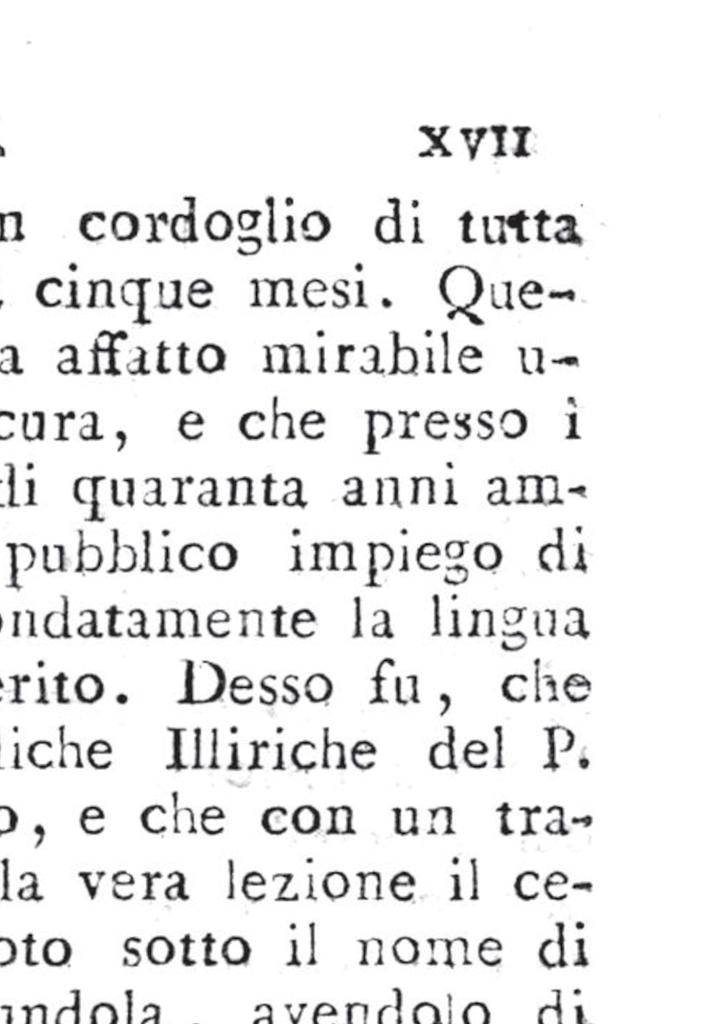 XVII
cordoglio di tutta
cinque mesi. Que-
a affatto mirabile u-
cura, e che presso i
di quaranta anni am-
pubblico impiego di
ondatamente la lingua
erito. Desso fu, che
liche Illiriche del P.
o, e che con un tra-
la vera lezione il ce-
oto sotto il nome di
undola, avendolo di